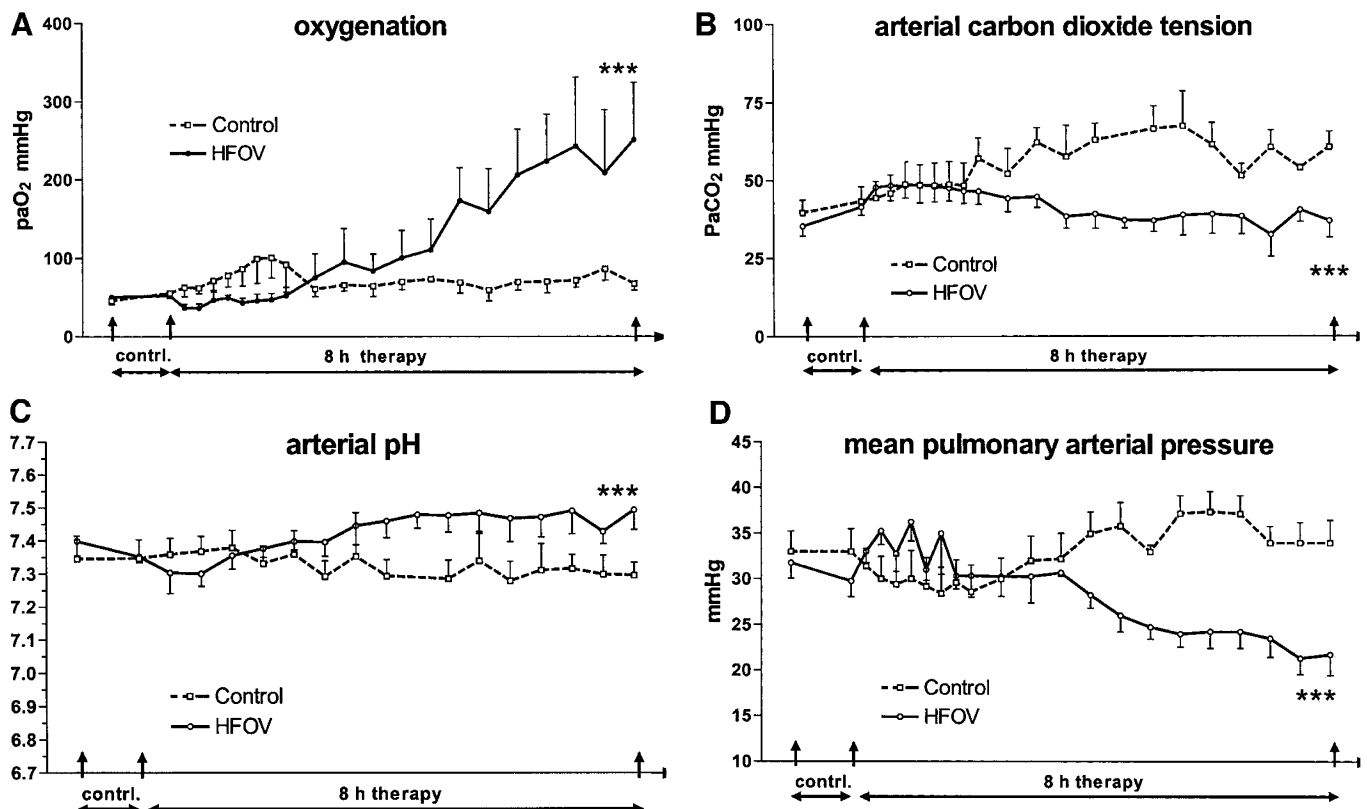 A
oxygenation
400
300
200
100
0
paO2 mmHg
***
Control
HFOV
contrl.
8 h therapy
B
arterial carbon dioxide tension
100
75
50
25
0
PaCO2 mmHg
Control
HFOV
***
contrl.
8 h therapy
C
arterial pH
7.7
7.6
7.5
7.4
7.3
7.2
7.1
7.0
6.9
6.8
6.7
***
Control
HFOV
contrl.
8 h therapy
D
mean pulmonary arterial pressure
45
40
35
30
25
20
15
10
mmHg
Control
HFOV
***
contrl.
8 h therapy